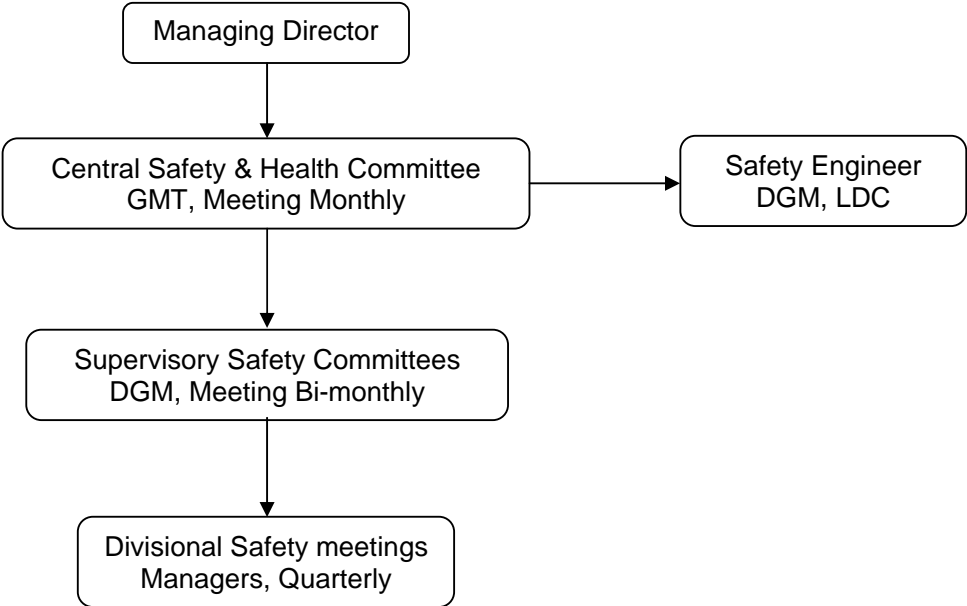 Managing Director
Central Safety & Health Committee
GMT, Meeting Monthly
Safety Engineer
DGM, LDC
Supervisory Safety Committees
DGM, Meeting Bi-monthly
Divisional Safety meetings
Managers, Quarterly